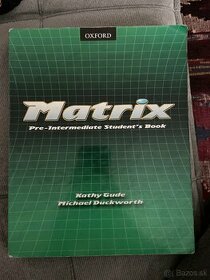 OXFORD
Matrix
Pre-Intermediate Student's Book
Kathy Gude
Michael Duckworth
Bazos.sk